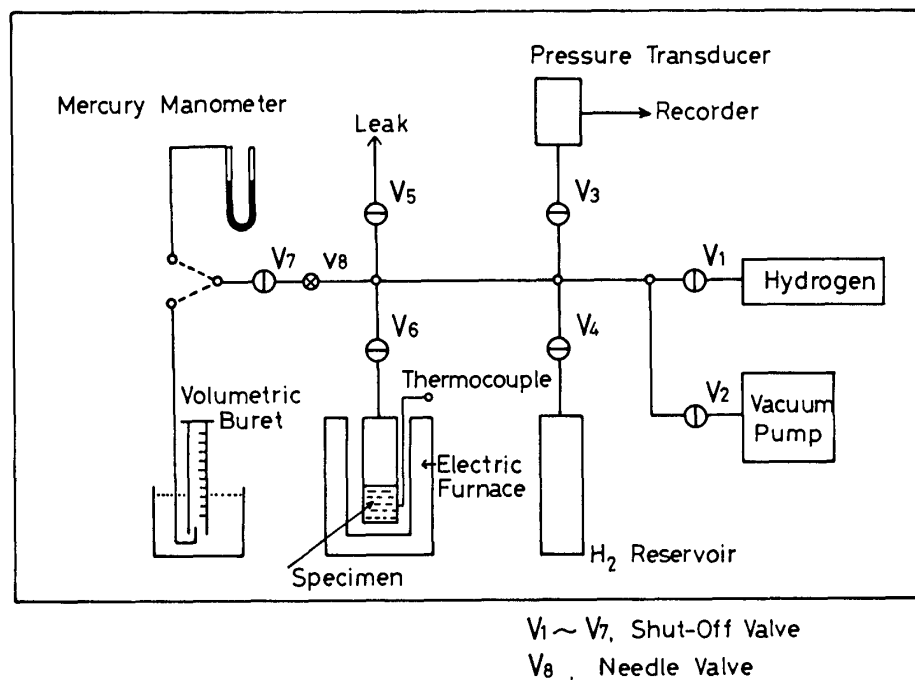 Pressure Transducer
Mercury Manometer
Recorder
Leak
V5
V3
V7
V8
V1
Hydrogen
V6
V4
Thermocouple
V2
Vacuum
Pump
Volumetric
Buret
Electric
Furnace
Specimen
H2 Reservoir
V1~V7, Shut-Off Valve
V8 , Needle Valve